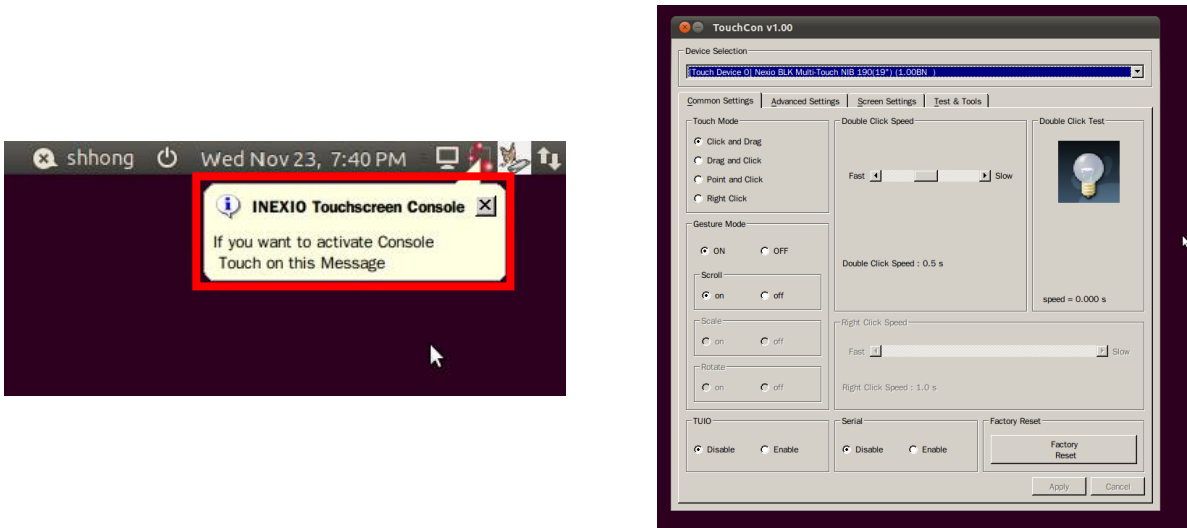 shhong Wed Nov 23, 7:40 PM
INEXIO Touchscreen Console
If you want to activate Console
Touch on this Message
TouchCon v1.00
Device Selection
[Touch Device 0] Nexio BLK Multi-Touch NIB 190(19") (1.00BN )
Common Settings Advanced Settings Screen Settings Test & Tools
Touch Mode
Click and Drag
Drag and Click
Point and Click
Right Click
Double Click Speed
Fast Slow
Double Click Speed : 0.5 s
Double Click Test
speed = 0.000 s
Gesture Mode
ON OFF
Scroll
on off
Scale
on off
Rotate
on off
Right Click Speed
Fast Slow
Right Click Speed : 1.0 s
TUIO
Disable Enable
Serial
Disable Enable
Factory Reset
Factory
Reset
Apply Cancel